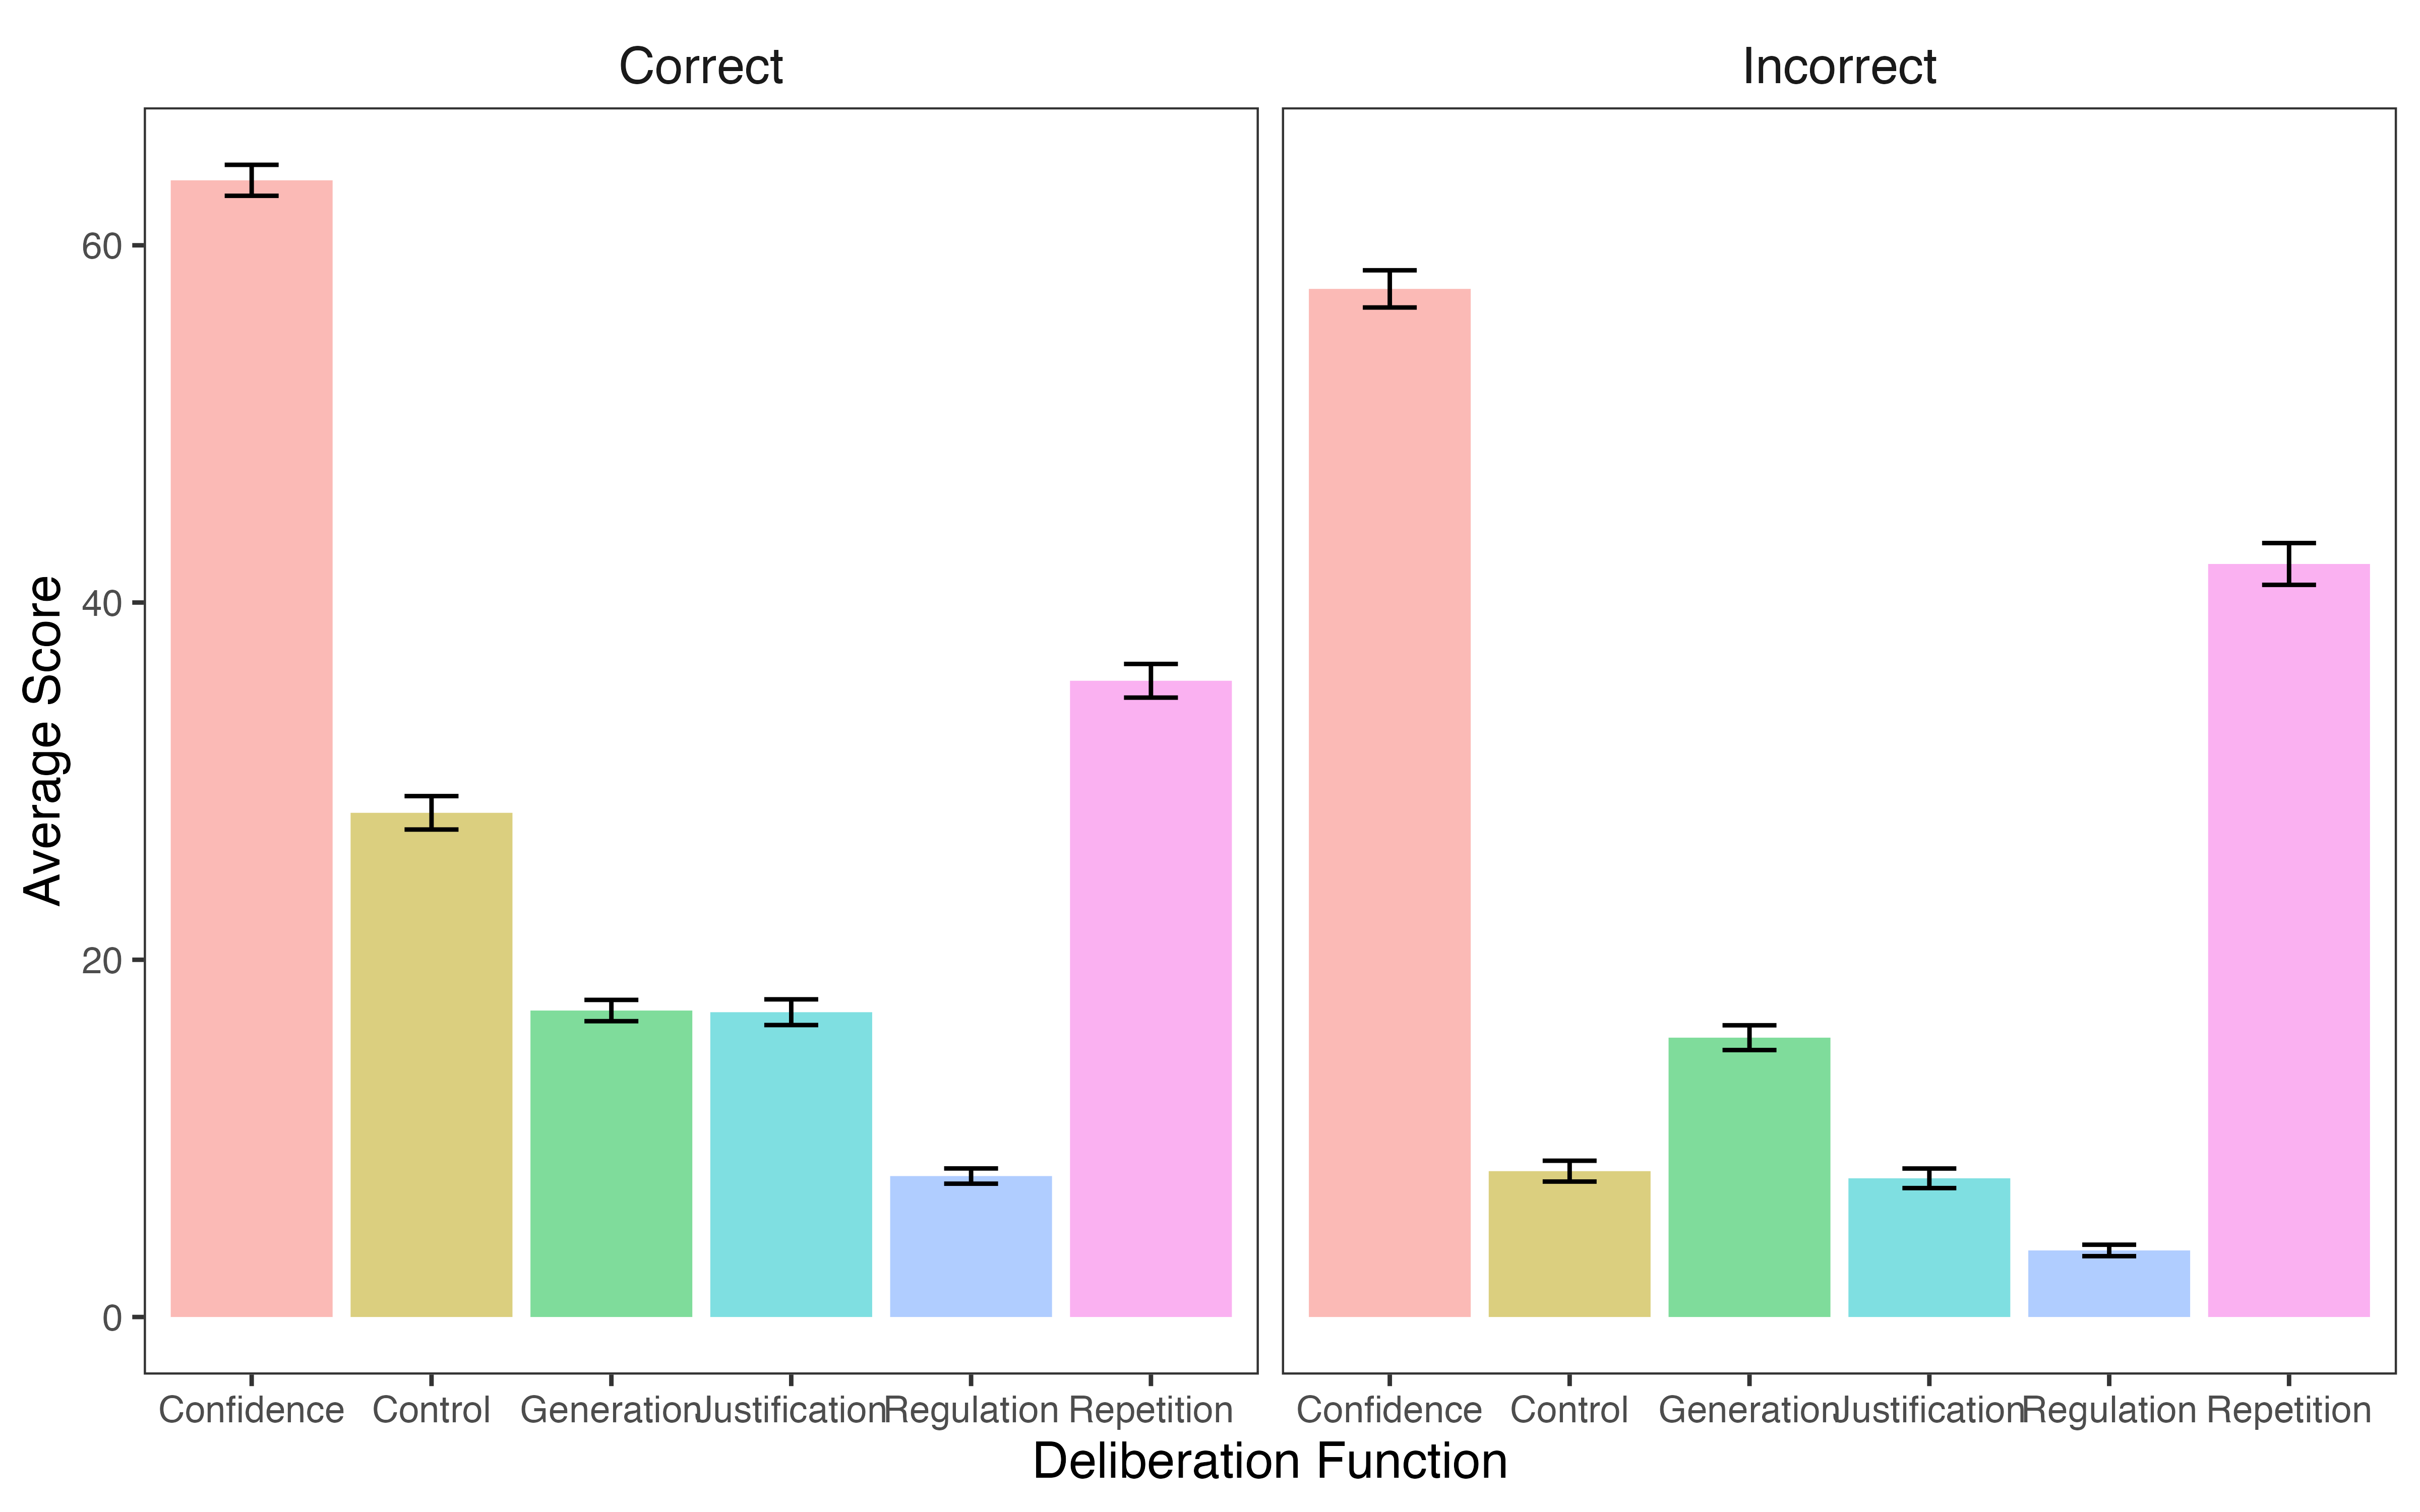 Correct
Incorrect
Average Score
60
40
20
0
Confidence Control Generation Justification Regulation Repetition
Confidence Control Generation Justification Regulation Repetition
Deliberation Function